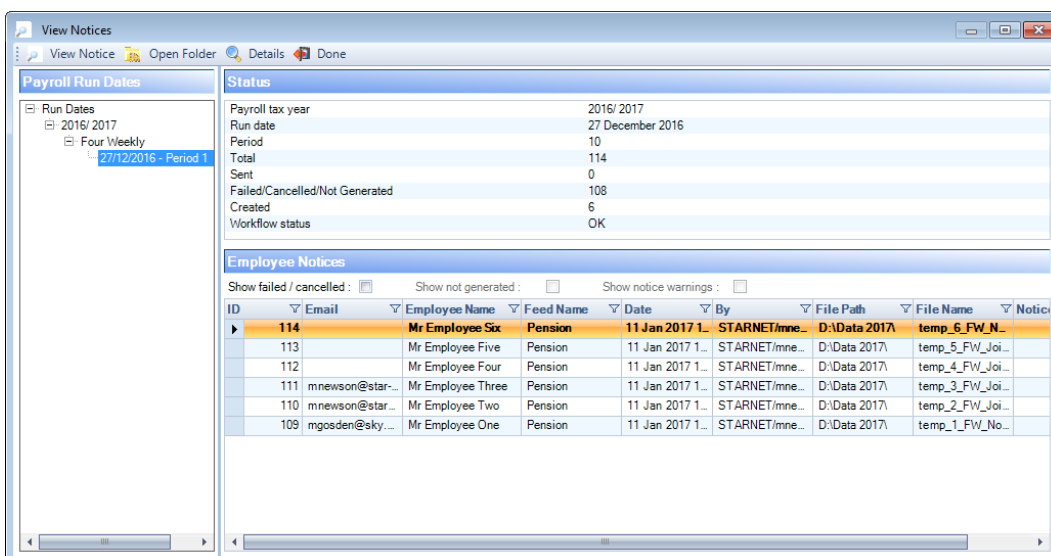 View Notices
View Notice Open Folder Details Done
Payroll Run Dates
Run Dates
2016/ 2017
Four Weekly
27/12/2016 - Period 1
Status
Payroll tax year 2016/ 2017
Run date 27 December 2016
Period 10
Total 114
Sent 0
Failed/Cancelled/Not Generated 108
Created 6
Workflow status OK
Employee Notices
Show failed / cancelled : Show not generated : Show notice warnings :
ID Email Employee Name Feed Name Date By File Path File Name Notice
114 Mr Employee Six Pension 11 Jan 2017 1... STARNET/mne... D:\Data 2017\ temp_6_FW_N...
113 Mr Employee Five Pension 11 Jan 2017 1... STARNET/mne... D:\Data 2017\ temp_5_FW_Joi...
112 Mr Employee Four Pension 11 Jan 2017 1... STARNET/mne... D:\Data 2017\ temp_4_FW_Joi...
111 mnewson@star-... Mr Employee Three Pension 11 Jan 2017 1... STARNET/mne... D:\Data 2017\ temp_3_FW_Joi...
110 mnewson@star... Mr Employee Two Pension 11 Jan 2017 1... STARNET/mne... D:\Data 2017\ temp_2_FW_Joi...
109 mgosden@sky.... Mr Employee One Pension 11 Jan 2017 1... STARNET/mne... D:\Data 2017\ temp_1_FW_No...